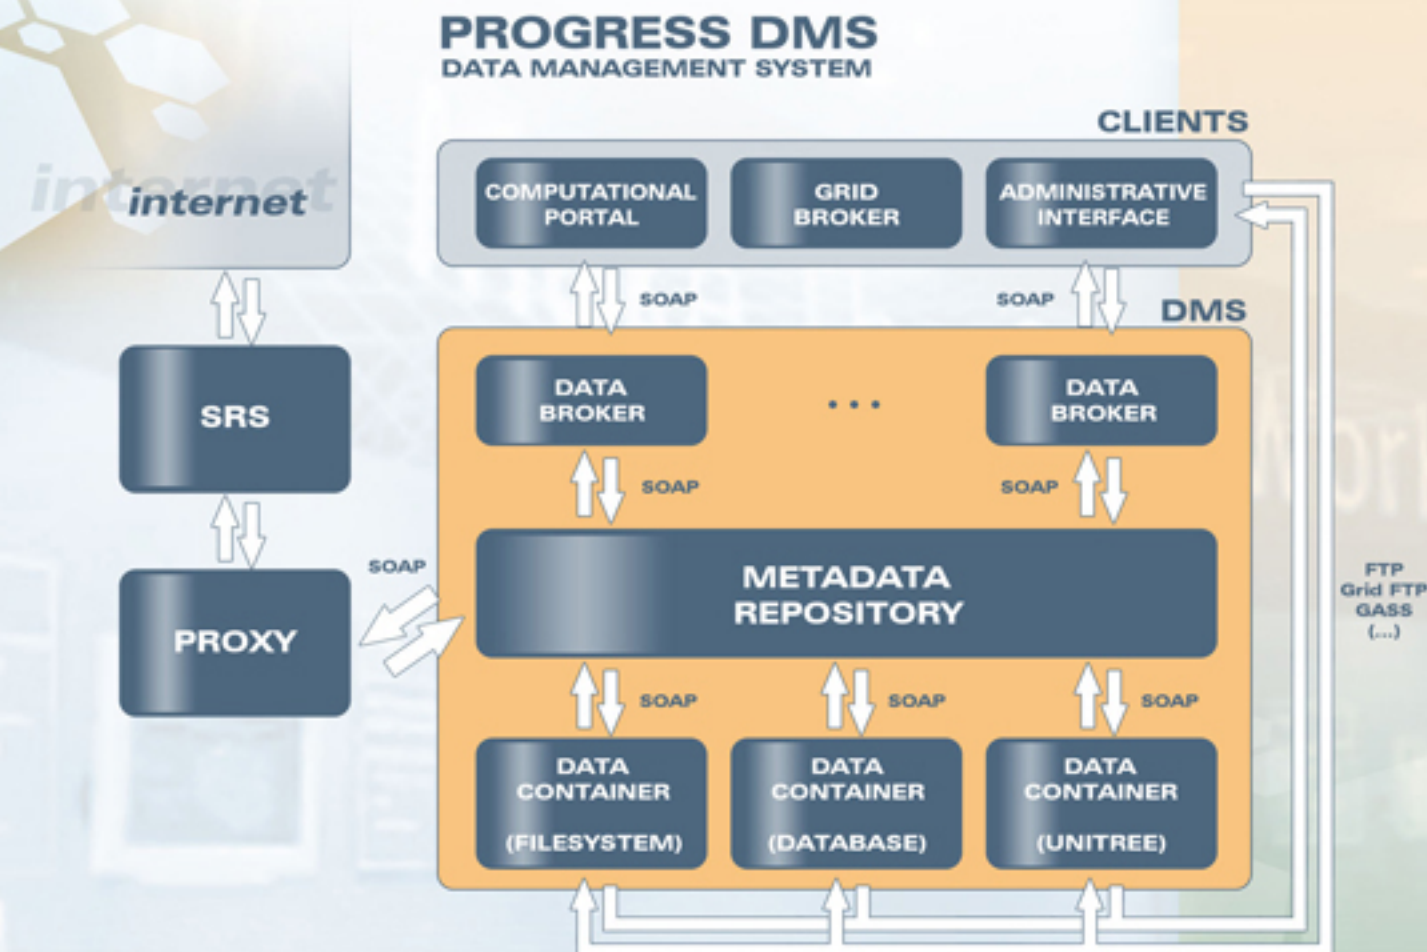 PROGRESS DMS
DATA MANAGEMENT SYSTEM
internet
internet
CLIENTS
COMPUTATIONAL
PORTAL
GRID
BROKER
ADMINISTRATIVE
INTERFACE
SOAP
SOAP
DMS
SRS
DATA
BROKER
...
DATA
BROKER
SOAP
SOAP
SOAP
PROXY
METADATA
REPOSITORY
FTP
Grid FTP
GASS
(...)
SOAP
SOAP
SOAP
DATA
CONTAINER
(FILESYSTEM)
DATA
CONTAINER
(DATABASE)
DATA
CONTAINER
(UNITREE)